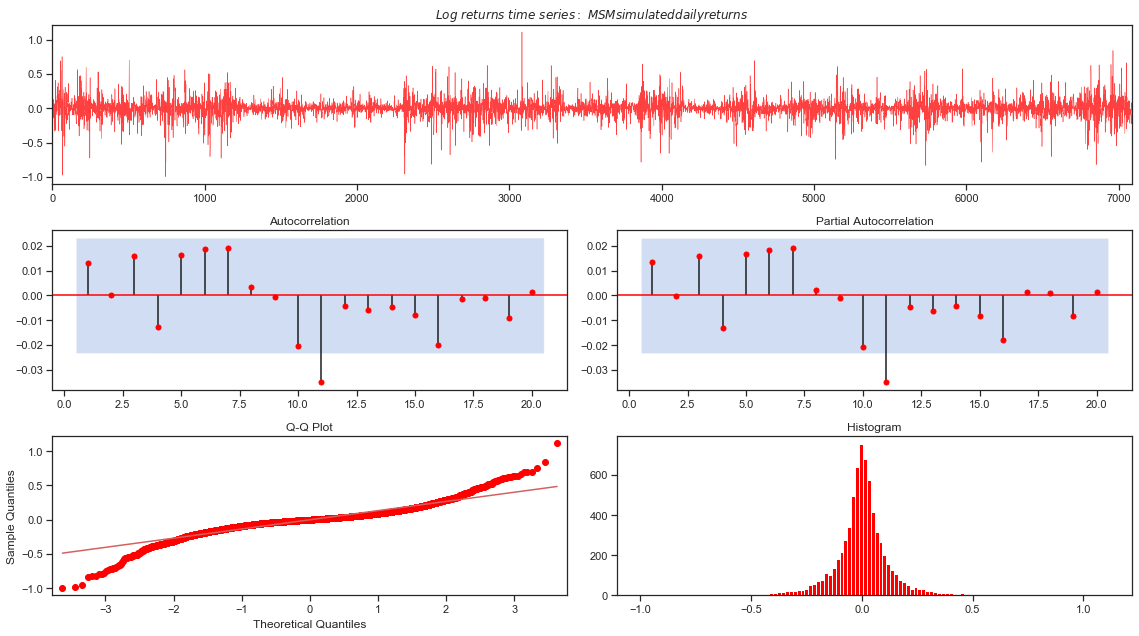 Log returns time series: MSMsimulateddailyreturns
1.0
0.5
0.0
−0.5
−1.0
0 1000 2000 3000 4000 5000 6000 7000
Autocorrelation Partial Autocorrelation
0.02 0.02
0.01 0.01
0.00 0.00
−0.01 −0.01
−0.02 −0.02
−0.03 −0.03
0.0 2.5 5.0 7.5 10.0 12.5 15.0 17.5 20.0 0.0 2.5 5.0 7.5 10.0 12.5 15.0 17.5 20.0
Q-Q Plot Histogram
Sample Quantiles
1.0
0.5
0.0
−0.5
−1.0
−3 −2 −1 0 1 2 3
Theoretical Quantiles
600
400
200
0
−1.0 −0.5 0.0 0.5 1.0